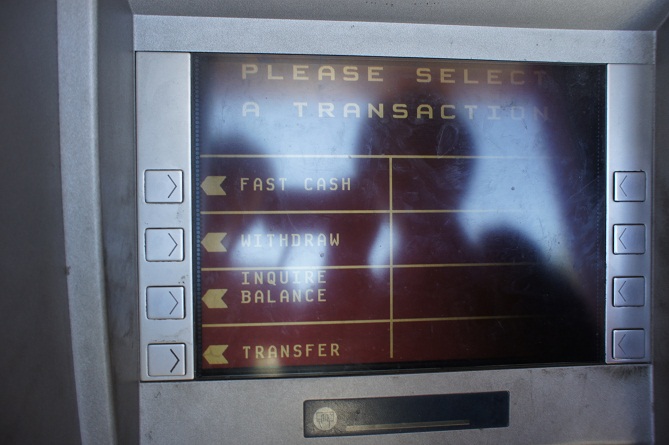 PLEASE SELECT
A TRANSACTION
FAST CASH
WITHDRAW
INQUIRE
BALANCE
TRANSFER